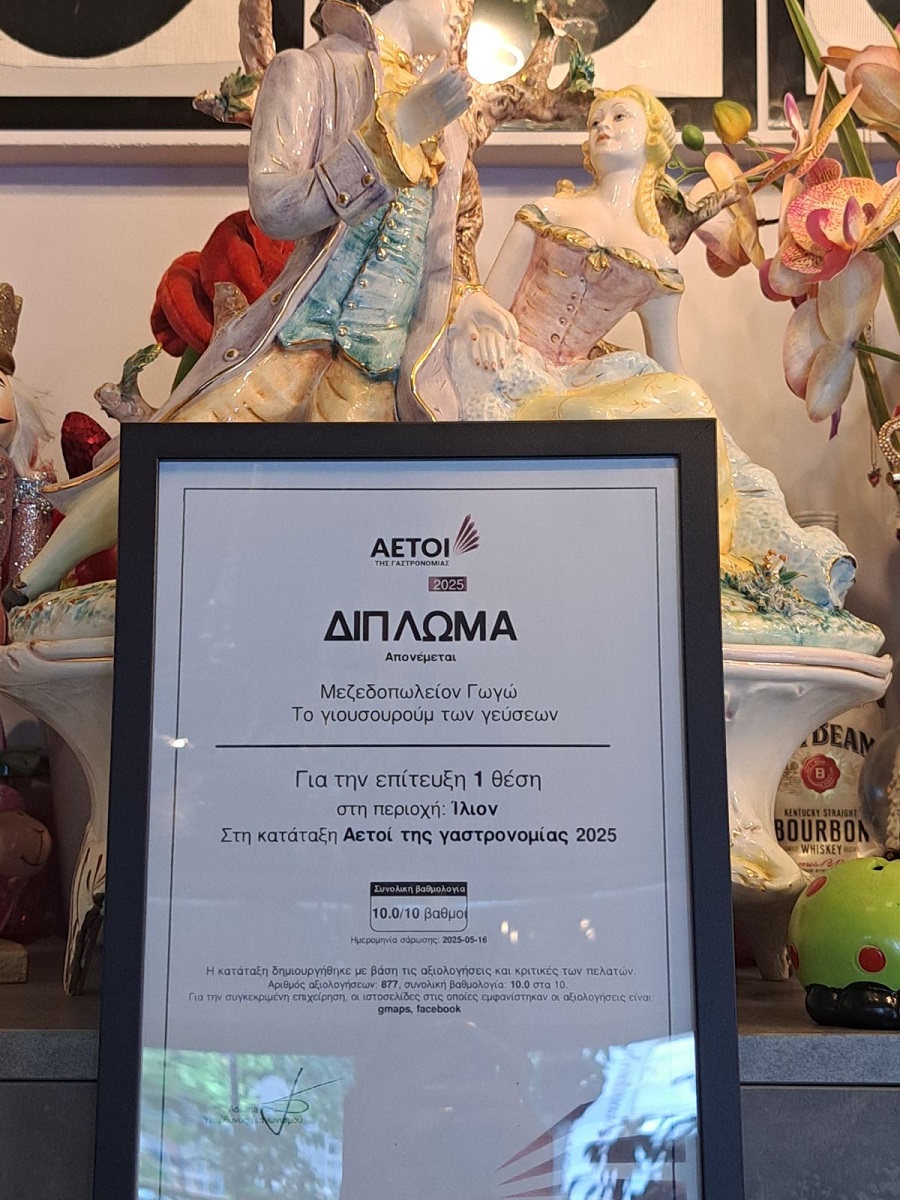 ΑΕΤΟΙ
ΤΗΣ ΓΑΣΤΡΟΝΟΜΙΑΣ
2025
ΔΙΠΛΩΜΑ
Απονέμεται
Μεζεδοπωλείον Γωγώ
Το γιουσουρούμ των γεύσεων
Για την επίτευξη 1 θέση
στη περιοχή: Ίλιον
Στη κατάταξη Αετοί της γαστρονομίας 2025
Συνολική βαθμολογία
10.0/10 βαθμοι
Ημερομηνία σάρωσης: 2025-05-16
Η κατάταξη δημιουργήθηκε με βάση τις αξιολογήσεις και κριτικές των πελατών.
Αριθμός αξιολογήσεων: 877, συνολική βαθμολογία: 10.0 στα 10.
Για την συγκεκριμένη επιχείρηση, οι ιστοσελίδες στις οποίες εμφανίστηκαν οι αξιολογήσεις είναι:
gmaps, facebook
BEAM
B
KENTUCKY STRAIGHT
BOURBON
WHISKEY